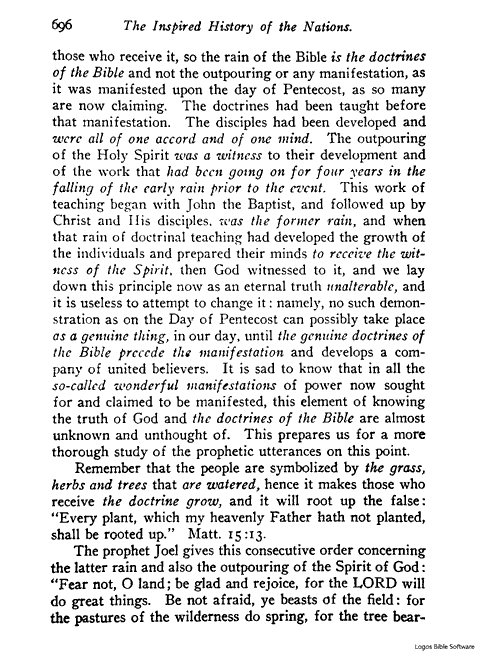 696 The Inspired History of the Nations.
those who receive it, so the rain of the Bible is the doctrines
of the Bible and not the outpouring or any manifestation, as
it was manifested upon the day of Pentecost, as so many
are now claiming. The doctrines had been taught before
that manifestation. The disciples had been developed and
were all of one accord and of one mind. The outpouring
of the Holy Spirit was a witness to their development and
of the work that had been going on for four years in the
falling of the early rain prior to the event. This work of
teaching began with John the Baptist, and followed up by
Christ and His disciples, was the former rain, and when
that rain of doctrinal teaching had developed the growth of
the individuals and prepared their minds to receive the wit-
ness of the Spirit, then God witnessed to it, and we lay
down this principle now as an eternal truth unalterable, and
it is useless to attempt to change it: namely, no such demon-
stration as on the Day of Pentecost can possibly take place
as a genuine thing, in our day, until the genuine doctrines of
the Bible precede the manifestation and develops a com-
pany of united believers. It is sad to know that in all the
so-called wonderful manifestations of power now sought
for and claimed to be manifested, this element of knowing
the truth of God and the doctrines of the Bible are almost
unknown and unthought of. This prepares us for a more
thorough study of the prophetic utterances on this point.
Remember that the people are symbolized by the grass,
herbs and trees that are watered, hence it makes those who
receive the doctrine grow, and it will root up the false:
"Every plant, which my heavenly Father hath not planted,
shall be rooted up." Matt. 15:13.
The prophet Joel gives this consecutive order concerning
the latter rain and also the outpouring of the Spirit of God:
"Fear not, O land; be glad and rejoice, for the LORD will
do great things. Be not afraid, ye beasts of the field: for
the pastures of the wilderness do spring, for the tree bear-
Logos Bible Software